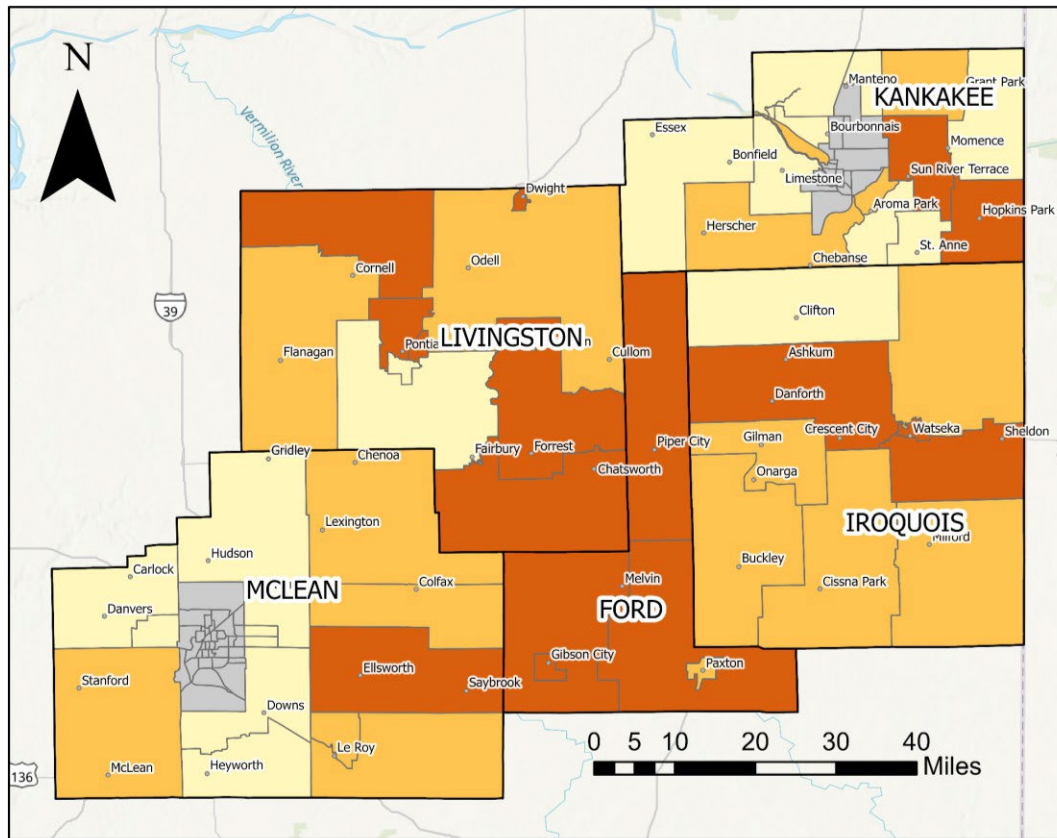 N
Vermilion River
39
136
KANKAKEE
Manteno
Grant Park
Essex
Bourbonnais
Momence
Bonfield
Limestone
Sun River Terrace
Aroma Park
Hopkins Park
Herscher
St. Anne
Chebanse
LIVINGSTON
Dwight
Odell
Cornell
Flanagan
Cullom
Fairbury
Forrest
Chatsworth
IROQUOIS
Clifton
Ashkum
Danforth
Crescent City
Watseka
Sheldon
Gilman
Onarga
Buckley
Cissna Park
Milford
FORD
Piper City
Melvin
Gibson City
Paxton
MCLEAN
Gridley
Chenoa
Lexington
Hudson
Carlock
Colfax
Danvers
Ellsworth
Saybrook
Stanford
Downs
Le Roy
McLean
Heyworth
0 5 10 20 30 40
Miles